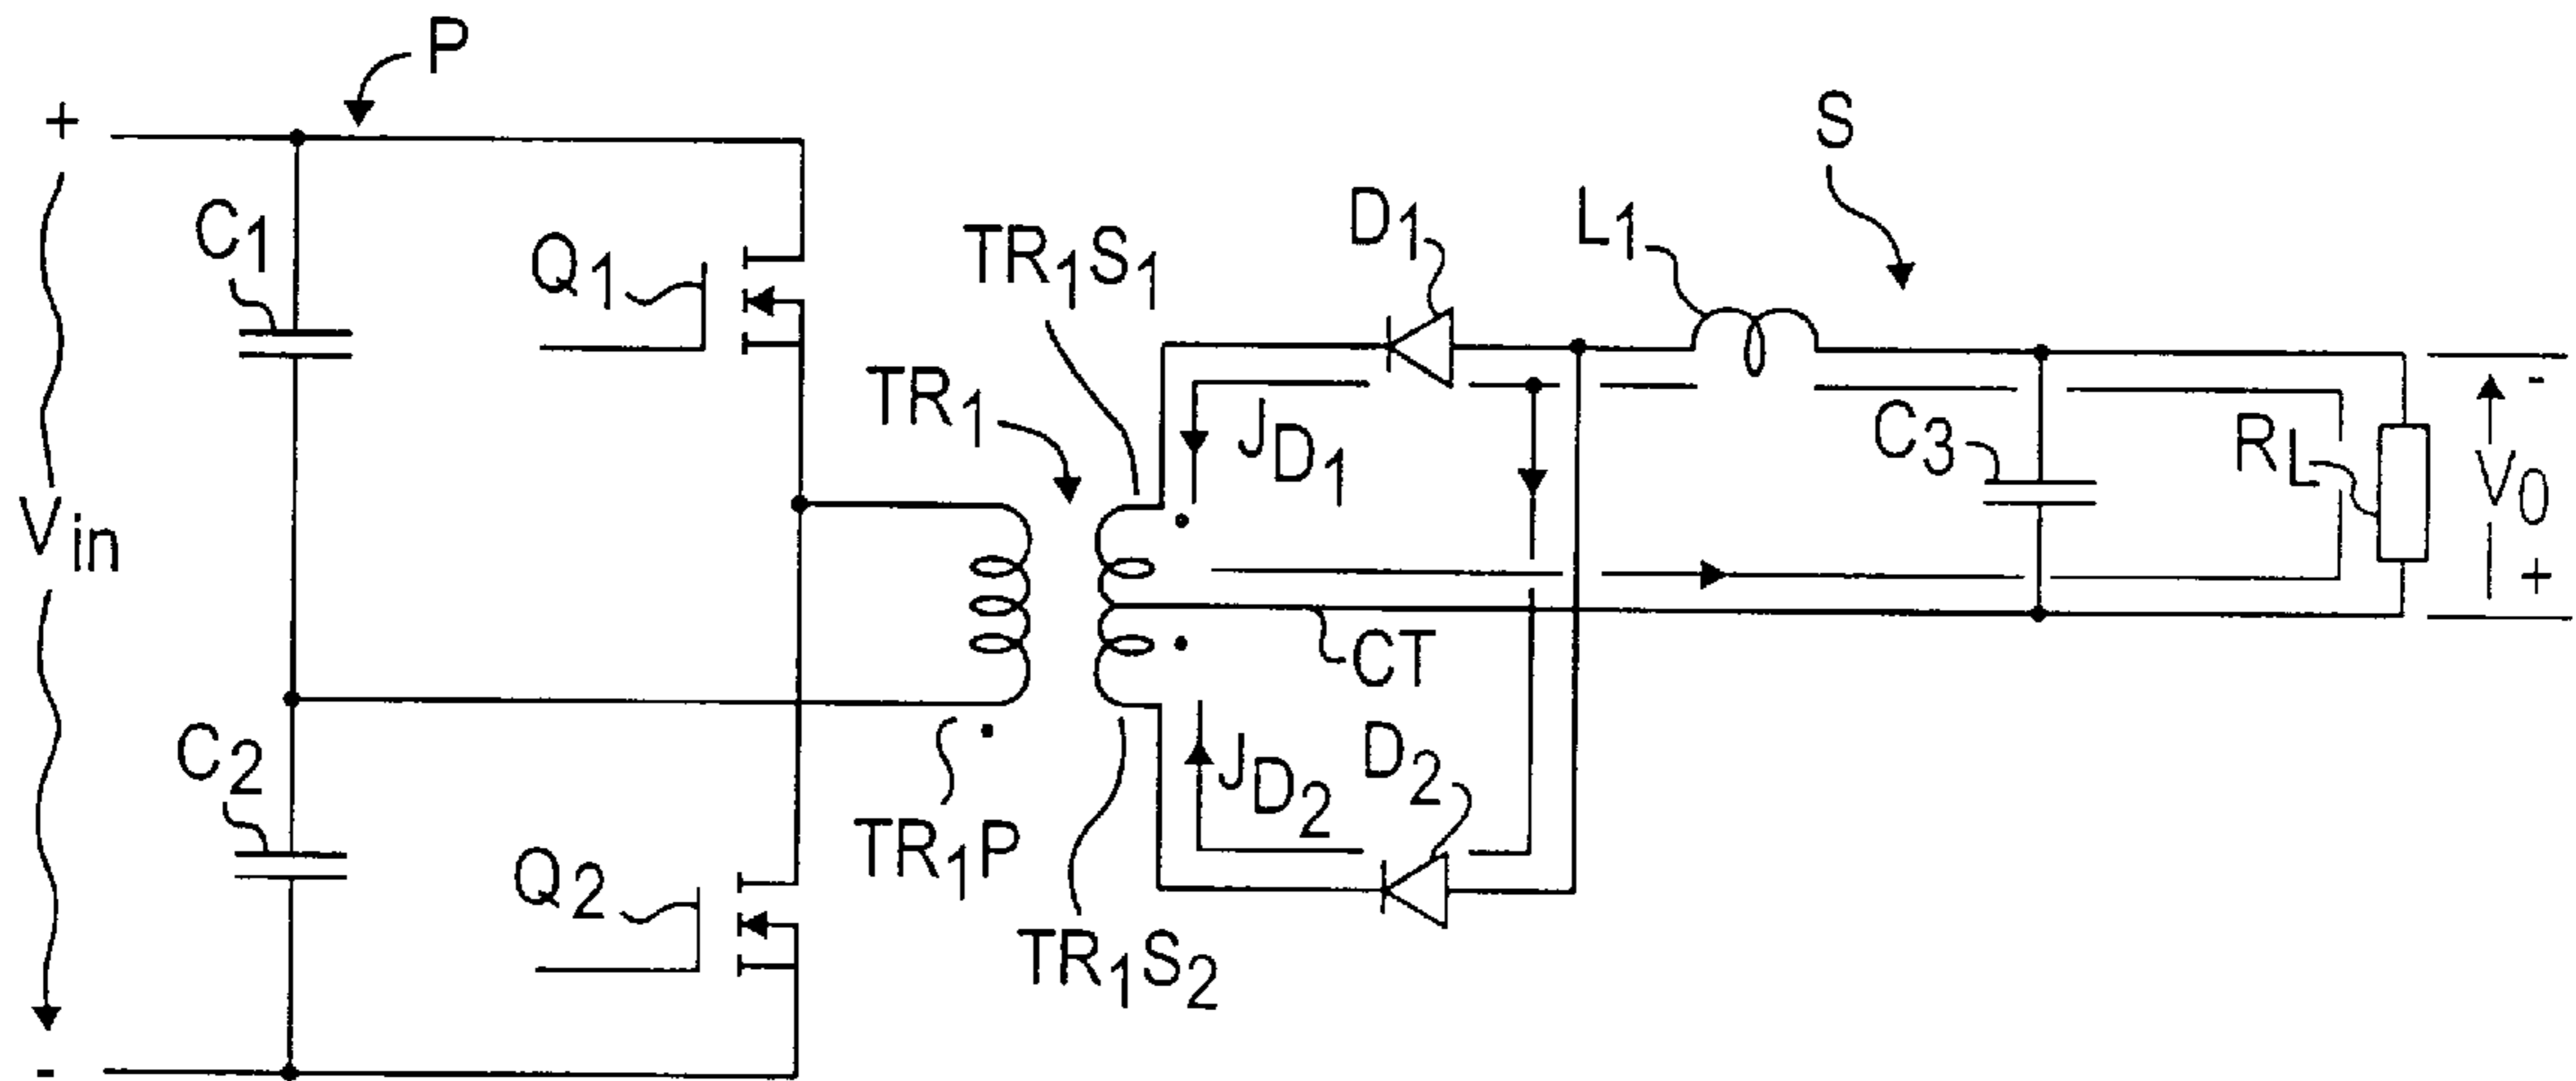 P
+
S
C1
Q1
TR1S1
D1
L1
TR1
JD1
C3
RL
-
V0
+
Vin
CT
C2
TR1P
JD2
D2
Q2
TR1S2
-